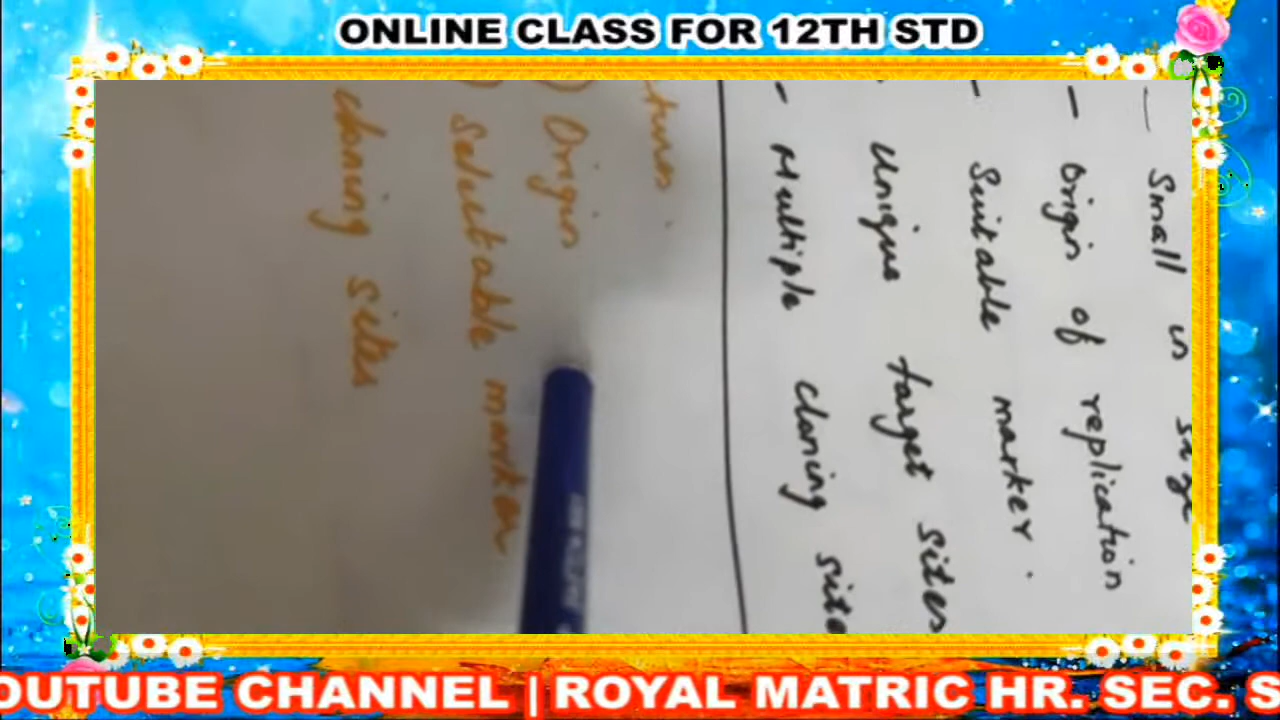 ONLINE CLASS FOR 12TH STD
— Small in size
— Origin of replication
— Suitable marker.
Unique target sites
— Multiple cloning site
) Origin
) Selectable marker
cloning sites
OUTUBE CHANNEL | ROYAL MATRIC HR. SEC. S